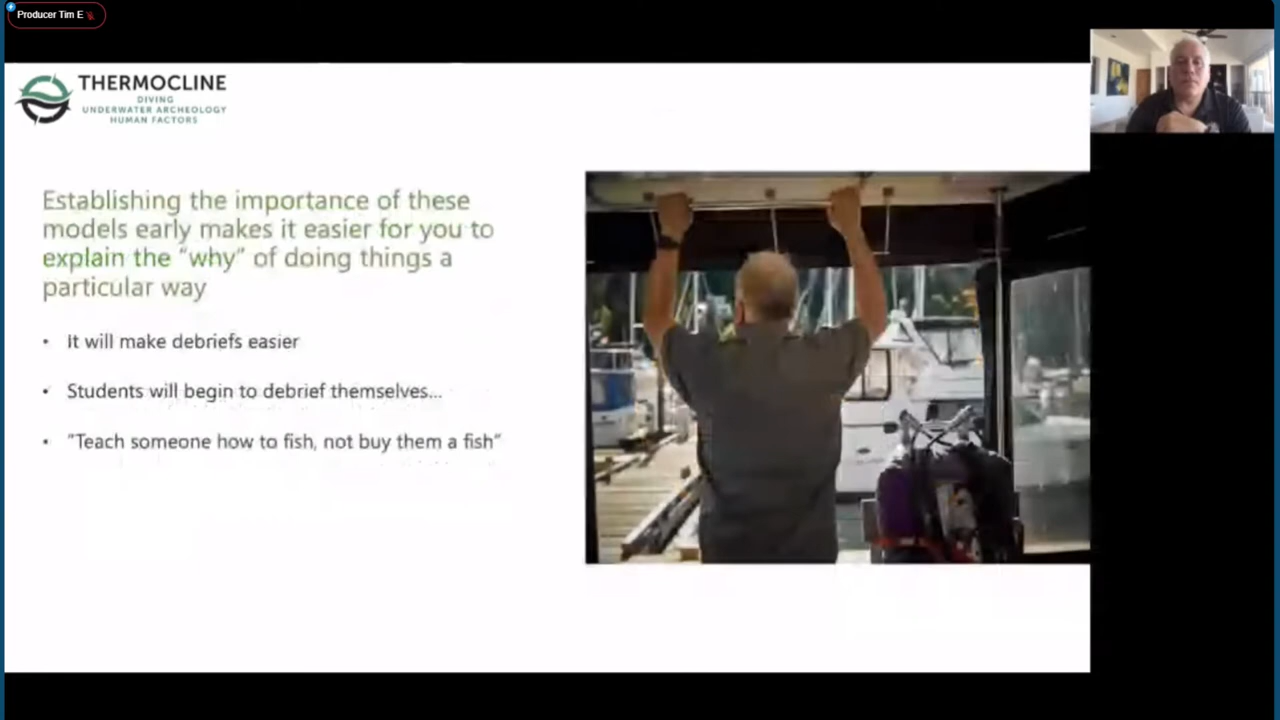 Producer Tim E
THERMOCLINE
DIVING
UNDERWATER ARCHEOLOGY
HUMAN FACTORS
Establishing the importance of these
models early makes it easier for you to
explain the "why" of doing things a
particular way
• It will make debriefs easier
• Students will begin to debrief themselves...
• "Teach someone how to fish, not buy them a fish"